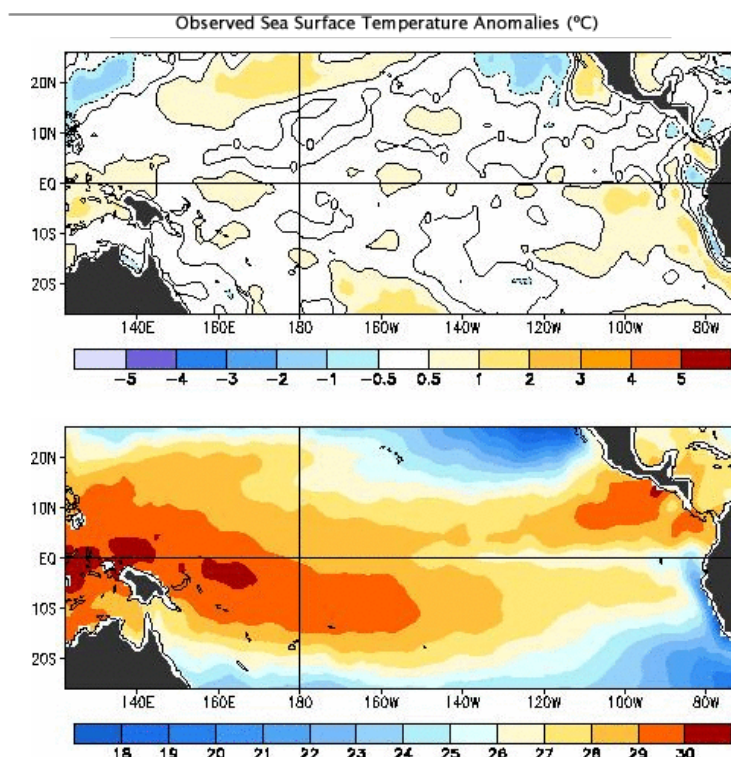 Observed Sea Surface Temperature Anomalies (ºC)
20N
10N
EQ
10S
20S
140E 160E 180 160W 140W 120W 100W 80W
-5 -4 -3 -2 -1 -0.5 0.5 1 2 3 4 5
20N
10N
EQ
10S
20S
140E 160E 180 160W 140W 120W 100W 80W
18 19 20 21 22 23 24 25 26 27 28 29 30